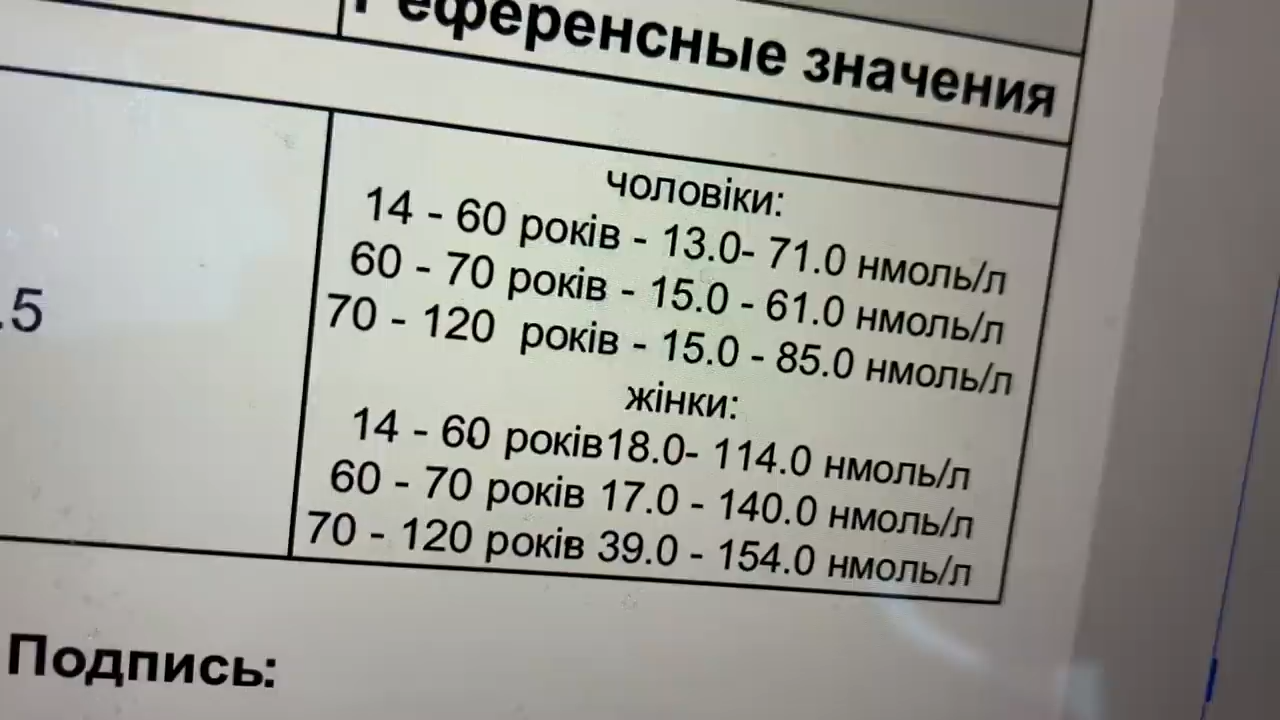 Референсные значения
чоловіки:
14 - 60 років - 13.0- 71.0 нмоль/л
60 - 70 років - 15.0 - 61.0 нмоль/л
70 - 120 років - 15.0 - 85.0 нмоль/л
.5
жінки:
14 - 60 років18.0- 114.0 нмоль/л
60 - 70 років 17.0 - 140.0 нмоль/л
70 - 120 років 39.0 - 154.0 нмоль/л
Подпись: